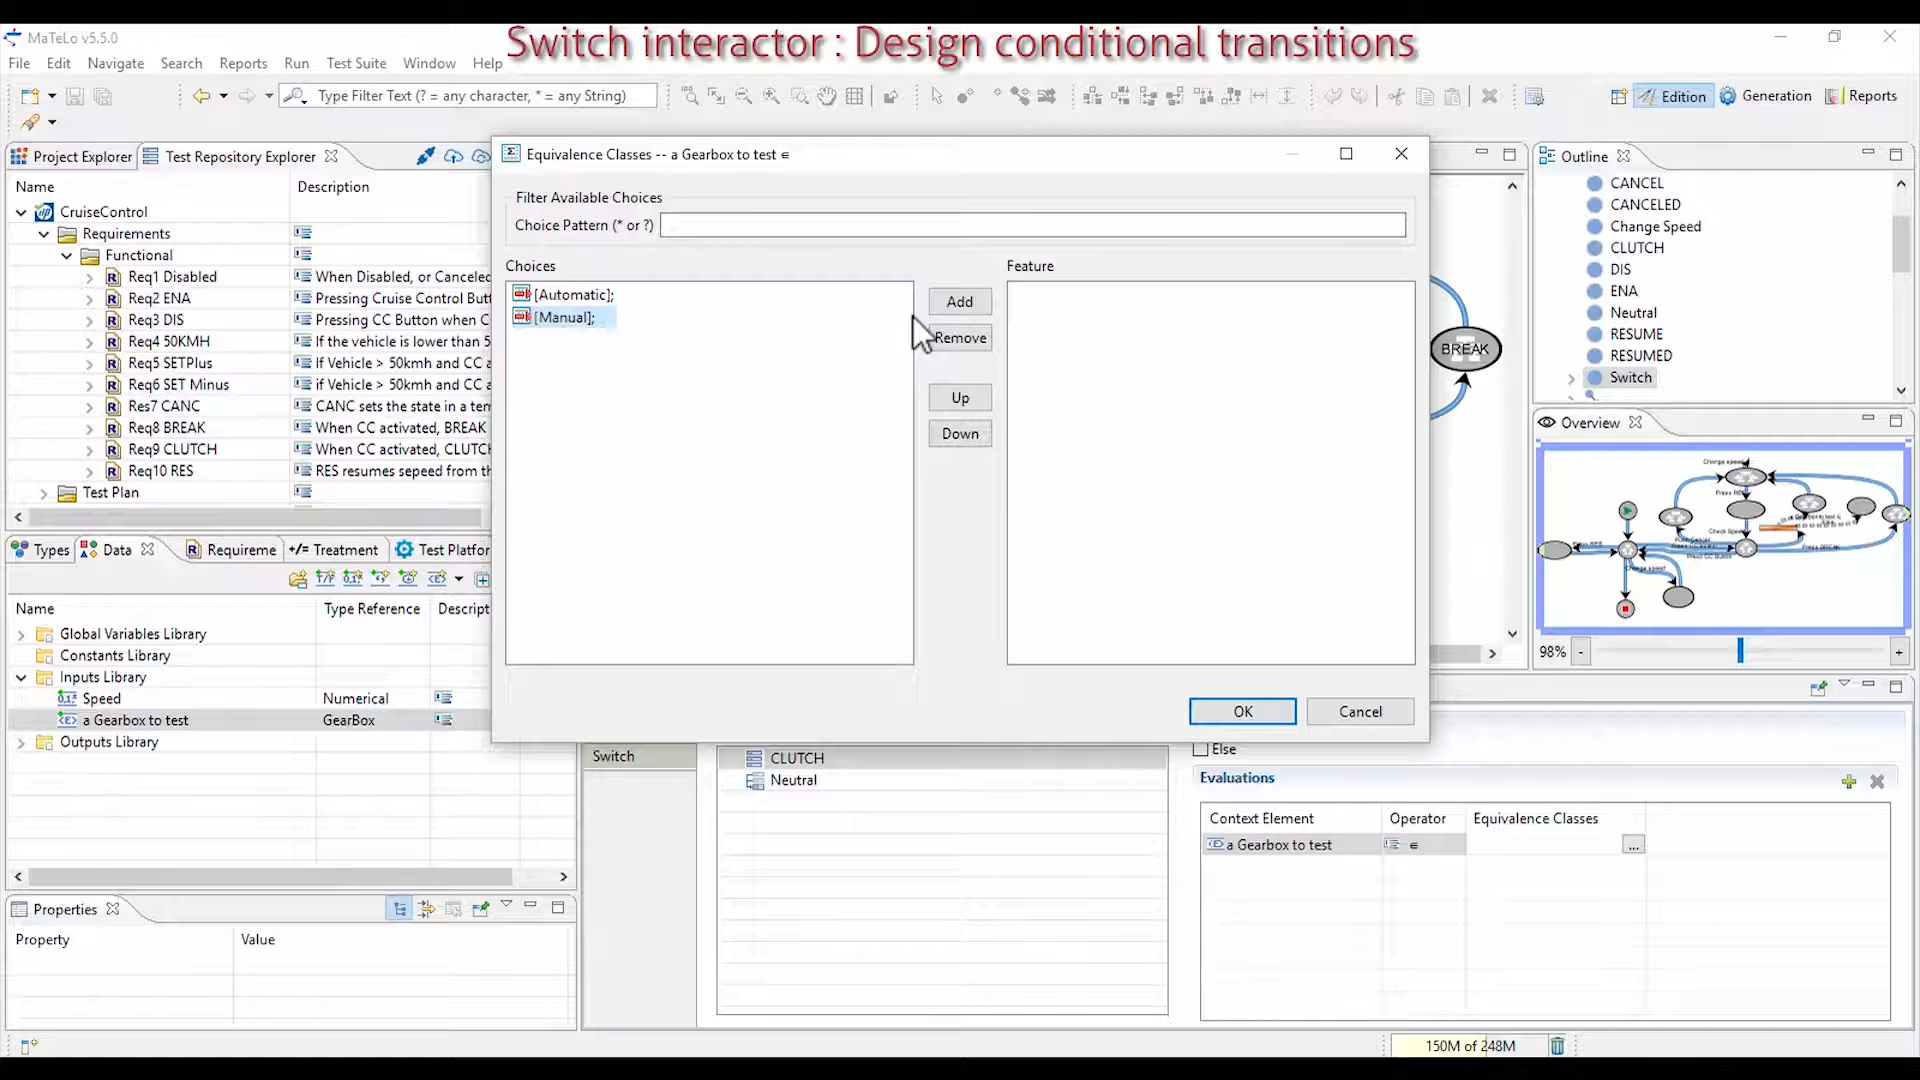 Switch interactor : Design conditional transitions
MaTeLo v5.5.0
File Edit Navigate Search Reports Run Test Suite Window Help
Type Filter Text (? = any character, * = any String)
Edition Generation Reports
Project Explorer Test Repository Explorer
Name Description
CruiseControl
Requirements
Functional
Req1 Disabled When Disabled, or Canceled
Req2 ENA Pressing Cruise Control Butt
Req3 DIS Pressing CC Button when C
Req4 50KMH If the vehicle is lower than 5
Req5 SETPlus if Vehicle > 50kmh and CC a
Req6 SET Minus if Vehicle > 50kmh and CC a
Res7 CANC CANC sets the state in a ten
Req8 BREAK When CC activated, BREAK
Req9 CLUTCH When CC activated, CLUTC
Req10 RES RES resumes sepeed from th
Test Plan
Equivalence Classes -- a Gearbox to test ∈
Filter Available Choices
Choice Pattern (* or ?)
Choices
[Automatic];
[Manual];
Add
Remove
Up
Down
Feature
OK Cancel
BREAK
Outline
CANCEL
CANCELED
Change Speed
CLUTCH
DIS
ENA
Neutral
RESUME
RESUMED
Switch
Overview
Change speed
Press BREAK
98% - +
Types Data Requireme +/= Treatment Test Platfor
Name Type Reference Descript
Global Variables Library
Constants Library
Inputs Library
Speed Numerical
a Gearbox to test GearBox
Outputs Library
Properties
Property Value
Switch
CLUTCH
Neutral
Else
Evaluations
Context Element Operator Equivalence Classes
a Gearbox to test ∈ ...
150M of 248M